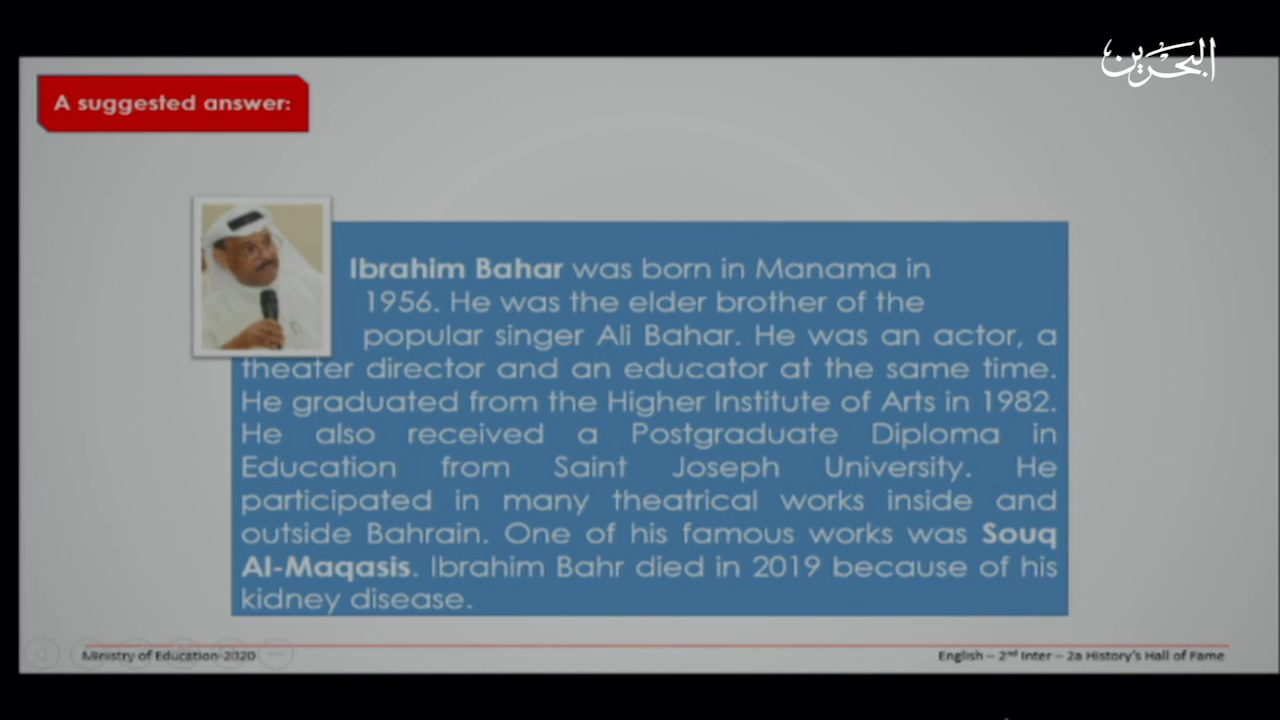 البحرين
A suggested answer:
Ibrahim Bahar was born in Manama in
1956. He was the elder brother of the
popular singer Ali Bahar. He was an actor, a
theater director and an educator at the same time.
He graduated from the Higher Institute of Arts in 1982.
He also received a Postgraduate Diploma in
Education from Saint Joseph University. He
participated in many theatrical works inside and
outside Bahrain. One of his famous works was Souq
Al-Maqasis. Ibrahim Bahr died in 2019 because of his
kidney disease.
Ministry of Education-2020
English – 2nd Inter – 2a History's Hall of Fame